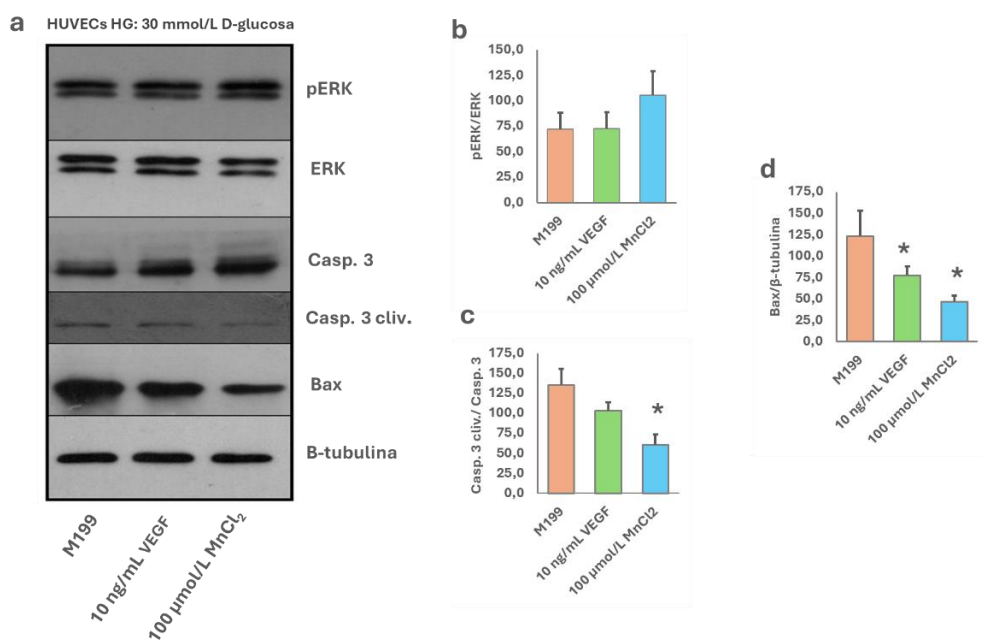 a
HUVECs HG: 30 mmol/L D-glucosa
pERK
ERK
Casp. 3
Casp. 3 cliv.
Bax
B-tubulina
M199
10 ng/mL VEGF
100 µmol/L MnCl₂
b
pERK/ERK
150,0
125,0
100,0
75,0
50,0
25,0
0,0
M199
10 ng/mL VEGF
100 µmol/L MnCl2
c
Casp. 3 cliv./ Casp. 3
175,0
150,0
125,0
100,0
75,0
50,0
25,0
0,0
*
M199
10 ng/mL VEGF
100 µmol/L MnCl2
d
Bax/β-tubulina
175,0
150,0
125,0
100,0
75,0
50,0
25,0
0,0
*
*
M199
10 ng/mL VEGF
100 µmol/L MnCl2